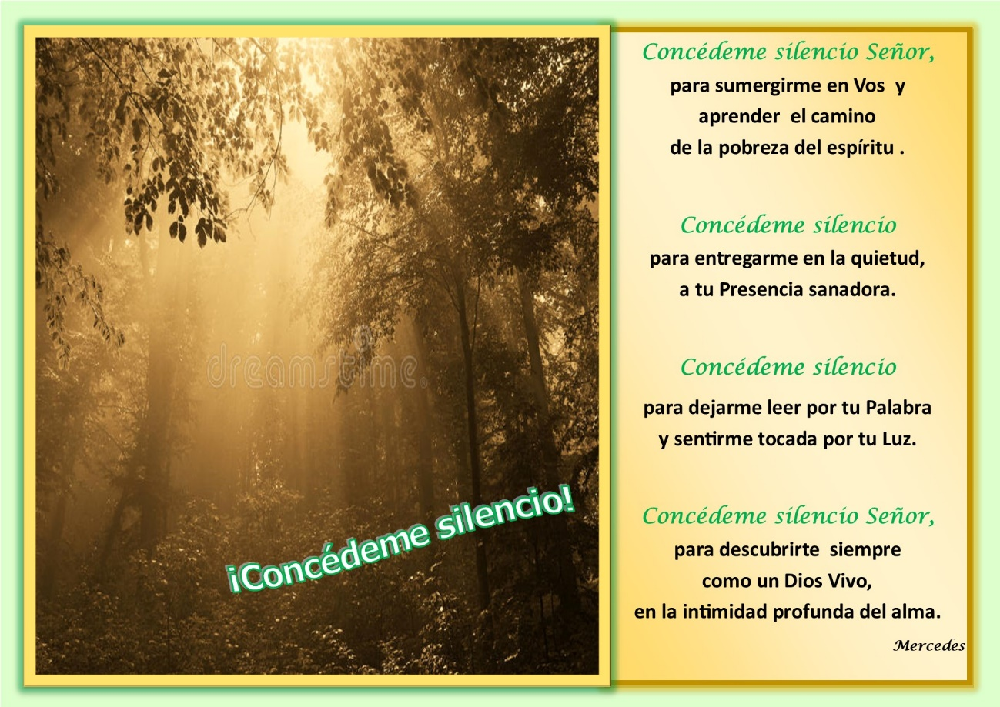 dreamstime.
¡Concédeme silencio!
Concédeme silencio Señor,
para sumergirme en Vos y
aprender el camino
de la pobreza del espíritu .
Concédeme silencio
para entregarme en la quietud,
a tu Presencia sanadora.
Concédeme silencio
para dejarme leer por tu Palabra
y sentirme tocada por tu Luz.
Concédeme silencio Señor,
para descubrirte siempre
como un Dios Vivo,
en la intimidad profunda del alma.
Mercedes